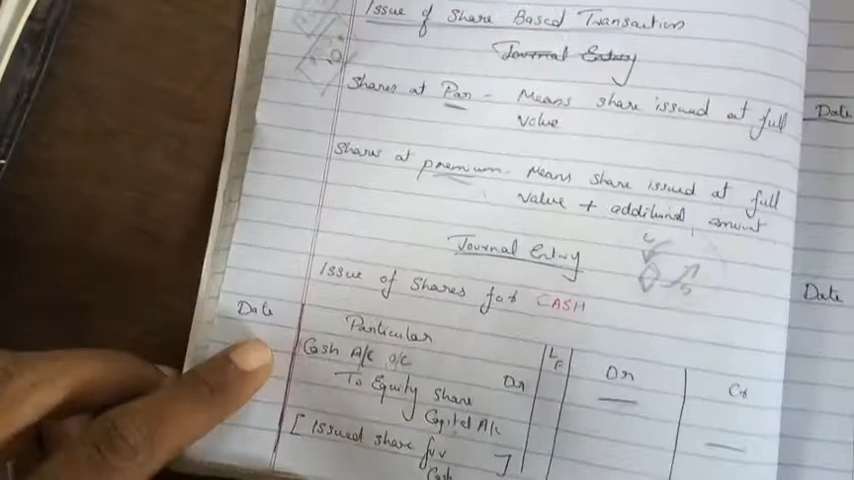 Issue of Share Based Transaction
Journal Entry
Shares at Par - Means share issued at full
value
Shares at premium. Means share issued at full
value + additional amount
Journal Entry
Issue of Shares for CASH
Date
Particular
L
F
Dr
Cr
Cash A/c
Dr
To Equity share
Capital A/c
[Issued share for
Cash ]
Date
Date